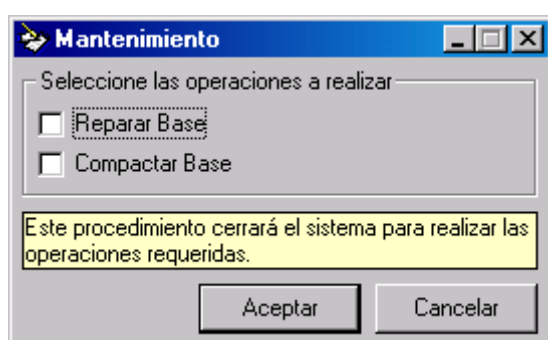 Mantenimiento
Seleccione las operaciones a realizar
Reparar Base
Compactar Base
Este procedimiento cerrará el sistema para realizar las
operaciones requeridas.
Aceptar Cancelar